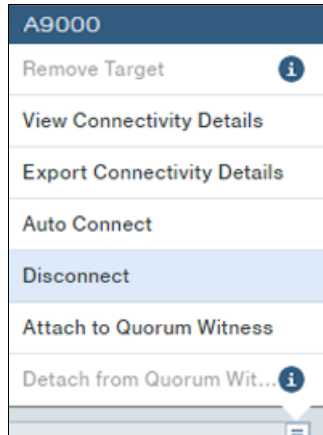 A9000
Remove Target
View Connectivity Details
Export Connectivity Details
Auto Connect
Disconnect
Attach to Quorum Witness
Detach from Quorum Wit...